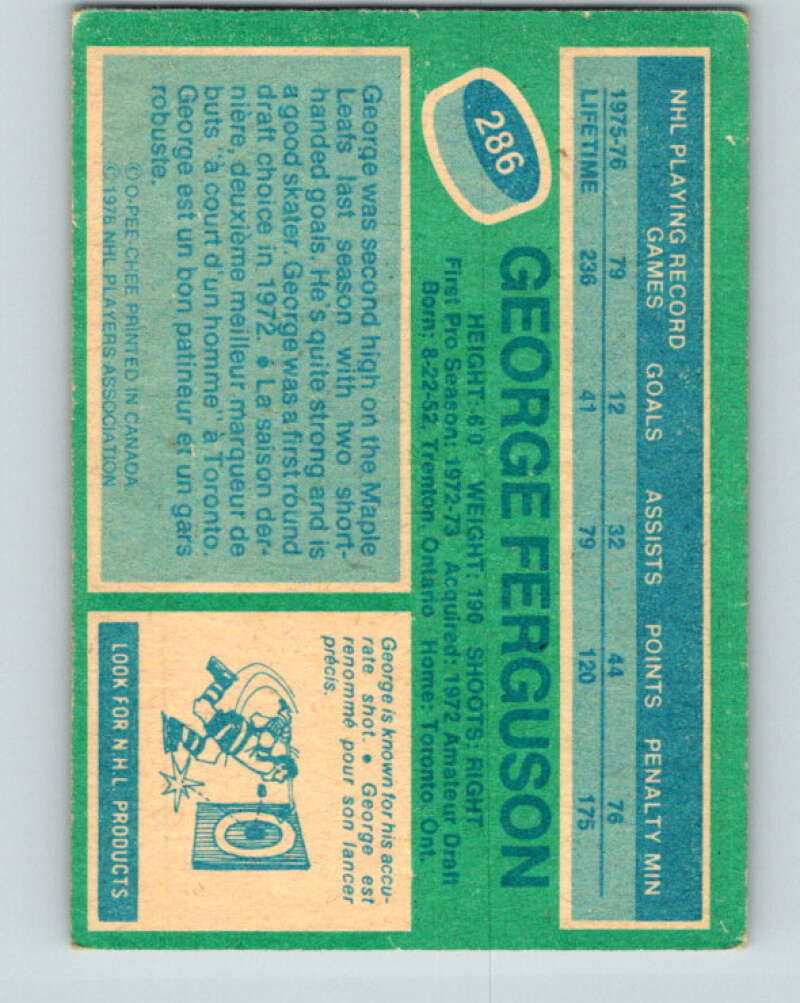 NHL PLAYING RECORD
GAMES GOALS ASSISTS POINTS PENALTY MIN
1975-76 79 12 32 44 76
LIFETIME 236 41 79 120 175
286
GEORGE FERGUSON
HEIGHT: 6'0 WEIGHT: 190 SHOOTS: RIGHT
First Pro Season: 1972-73 Acquired: 1972 Amateur Draft
Born: 8-22-52, Trenton, Ontario Home: Toronto, Ont.
George was second high on the Maple
Leafs last season with two short-
handed goals. He's quite strong and is
a good skater. George was a first round
draft choice in 1972. • La saison der-
nière, deuxième meilleur marqueur de
buts "à court d'un homme" à Toronto.
George est un bon patineur et un gars
robuste.
© O-PEE-CHEE PRINTED IN CANADA
© 1976 NHL PLAYERS ASSOCIATION
George is known for his accu-
rate shot. • George est
renommé pour son lancer
précis.
LOOK FOR N.H.L. PRODUCTS